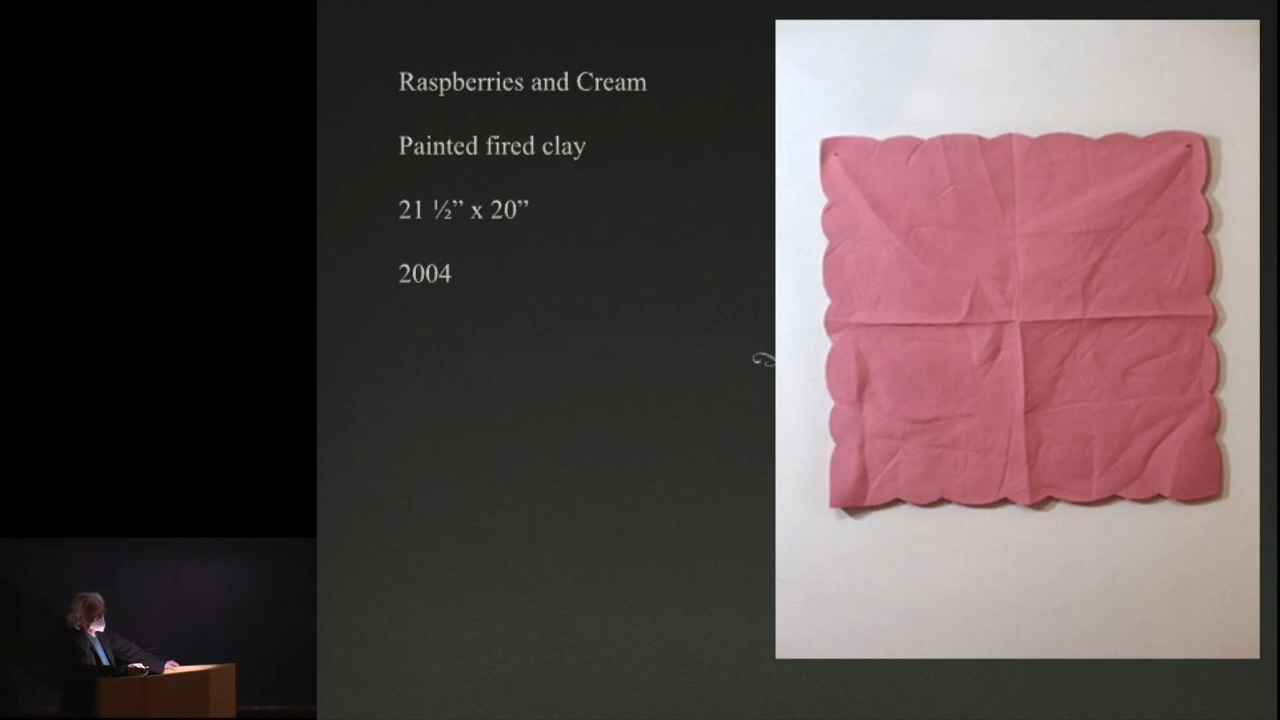 Raspberries and Cream
Painted fired clay
21 ½” x 20”
2004